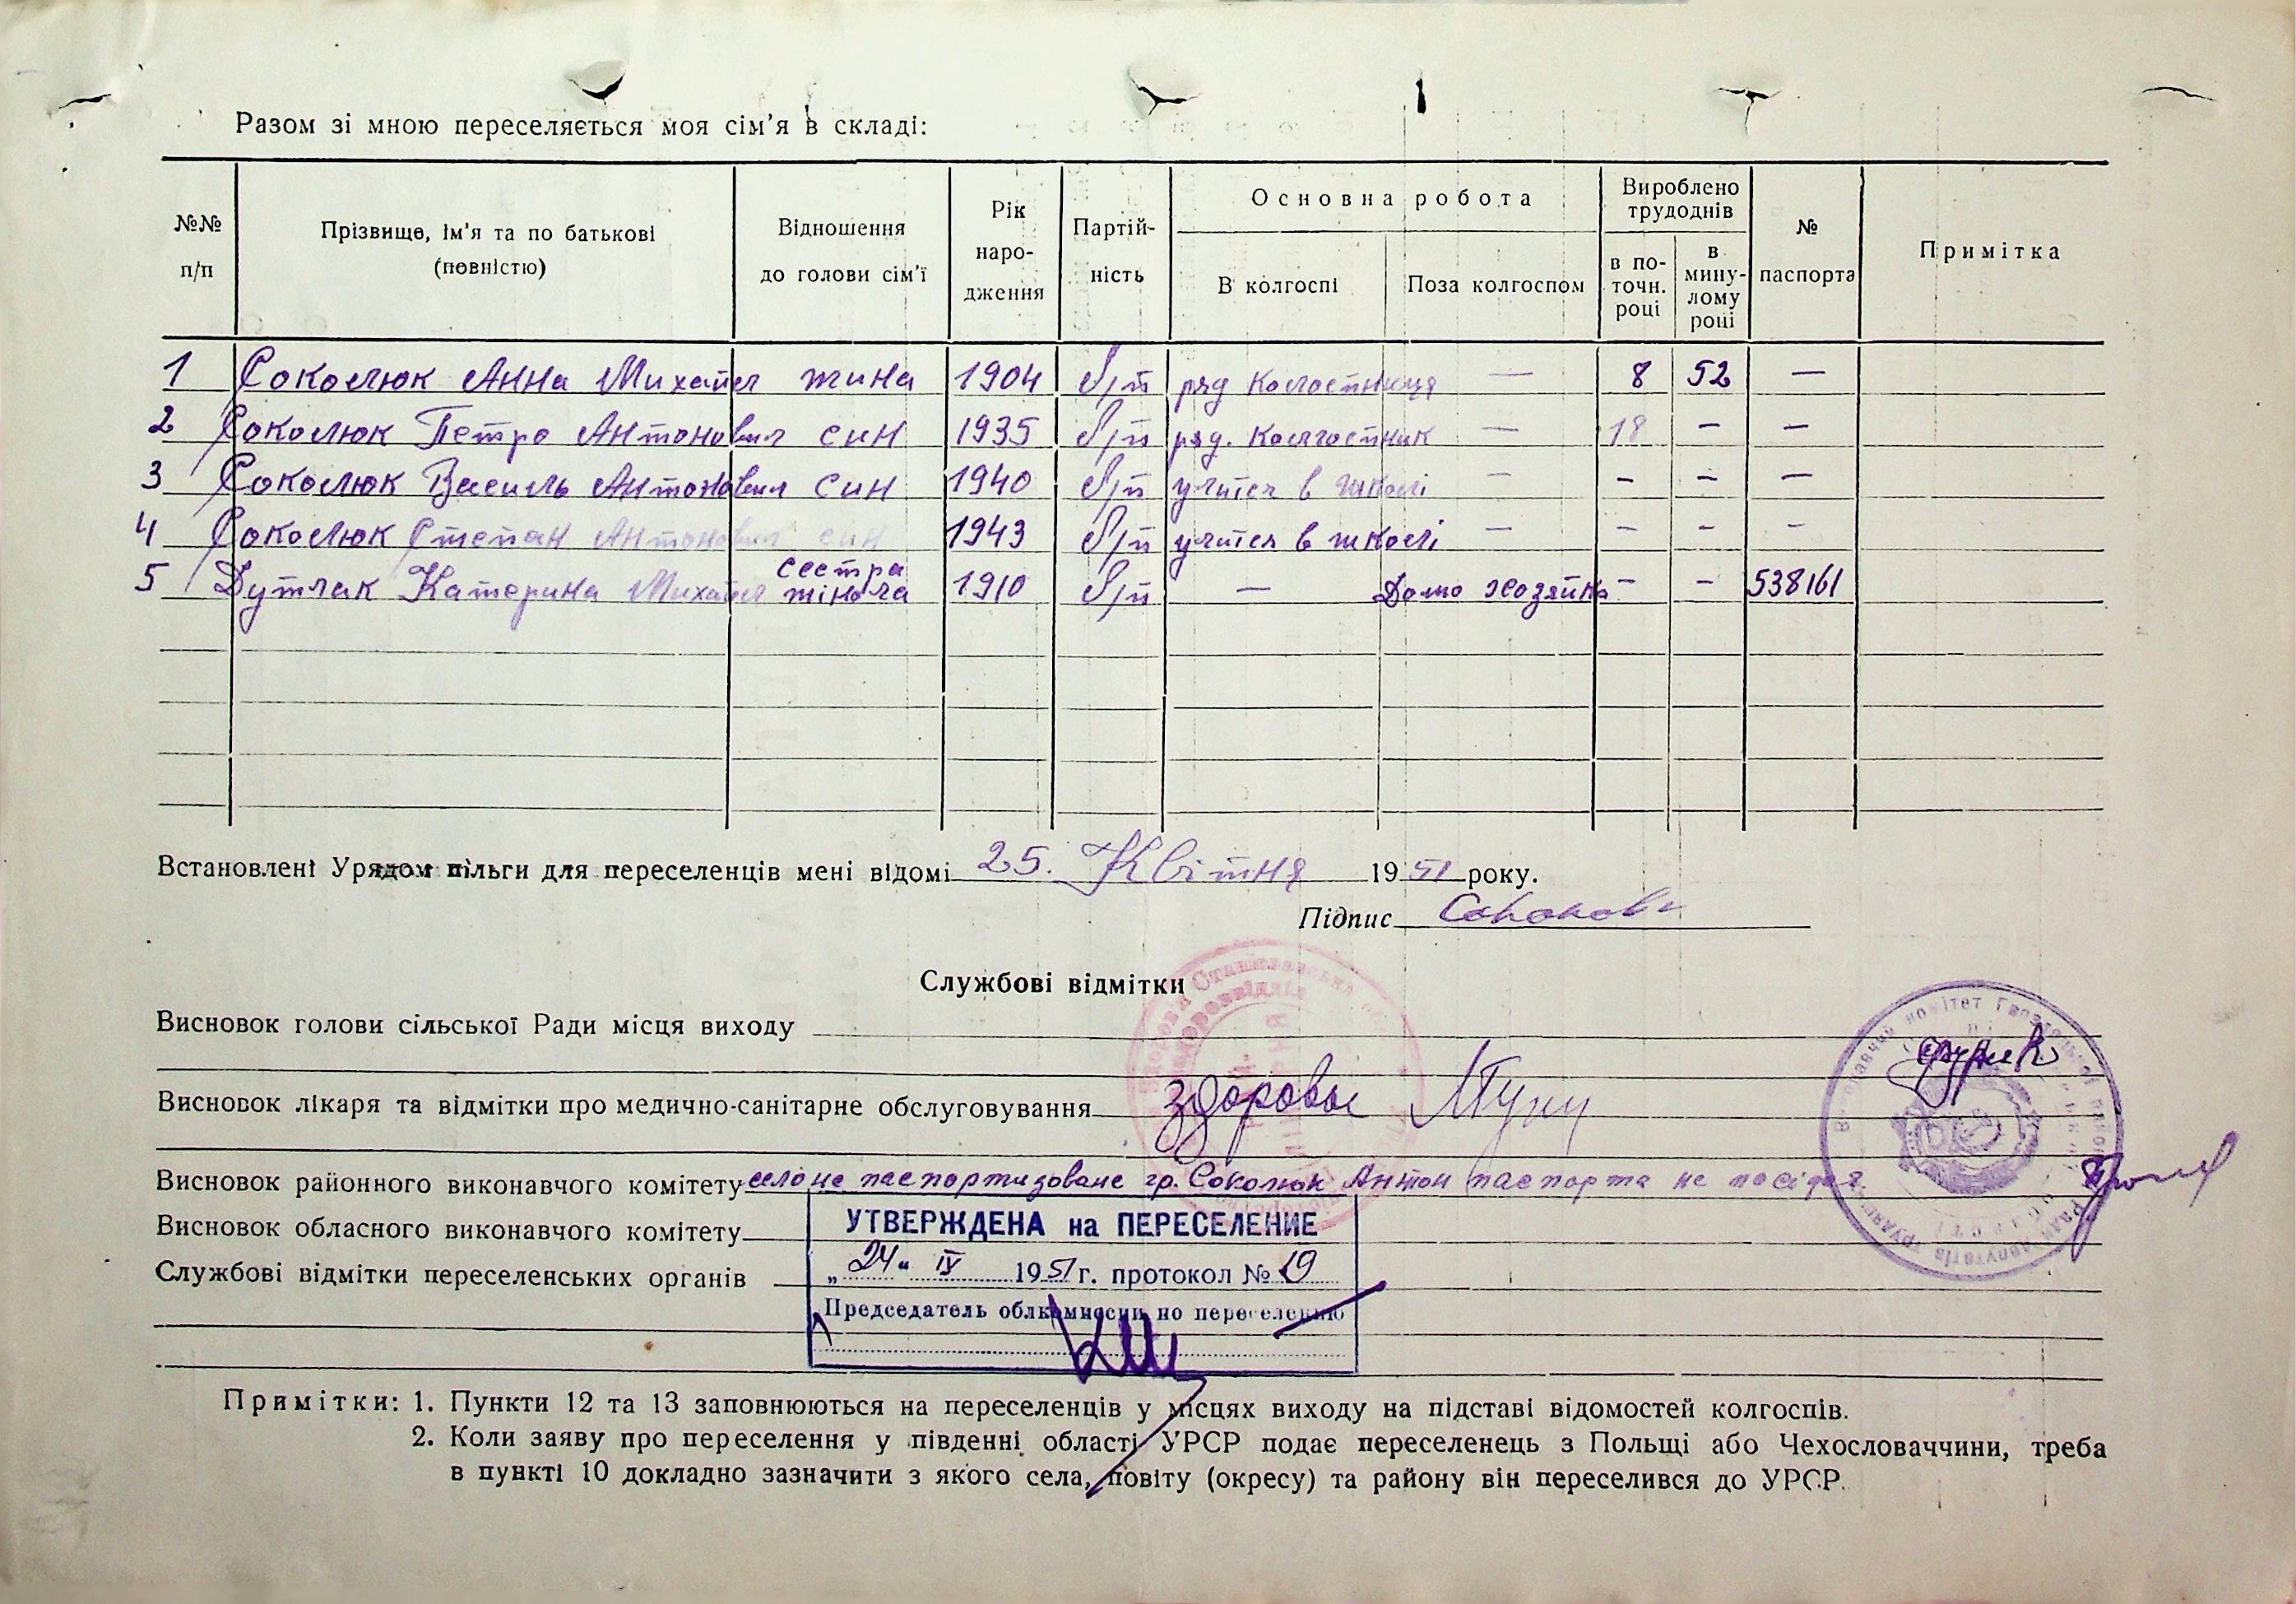 Разом зі мною переселяється моя сім'я в складі:
№№ п/п
Прізвище, ім'я та по батькові (повністю)
Відношення до голови сім'ї
Рік народження
Партійність
Основна робота
В колгоспі
Поза колгоспом
Вироблено трудоднів
в поточн. році
в минулому році
№ паспорта
Примітка
1 Соколюк Анна Михайл жина 1904 б/п ряд колгоспниця — 8 52 —
2 Соколюк Петро Антонович син 1935 б/п ряд. колгоспник — 18 — —
3 Соколюк Василь Антонович син 1940 б/п учится в школі — — — —
4 Соколюк Степан Антонович син 1943 б/п учится в школі — — — —
5 Дутчак Катерина Михайл сестра жіноча 1910 б/п — Домо хозяйка — — 538161
Встановлені Урядом пільги для переселенців мені відомі 25. Квітня 1951 року.
Підпис
Службові відмітки
Висновок голови сільської Ради місця виходу
Висновок лікаря та відмітки про медично-санітарне обслуговування здоровы
Висновок районного виконавчого комітету село не паспортизоване гр. Соколюк Антон паспорта не посідає
Висновок обласного виконавчого комітету
УТВЕРЖДЕНА на ПЕРЕСЕЛЕНИЕ
Службові відмітки переселенських органів
„24" IV 1951 г. протокол № 19
Председатель облкомиссии по переселению
Примітки: 1. Пункти 12 та 13 заповнюються на переселенців у місцях виходу на підставі відомостей колгоспів.
2. Коли заяву про переселення у південні області УРСР подає переселенець з Польщі або Чехословаччини, треба
в пункті 10 докладно зазначити з якого села, повіту (окресу) та району він переселився до УРСР.